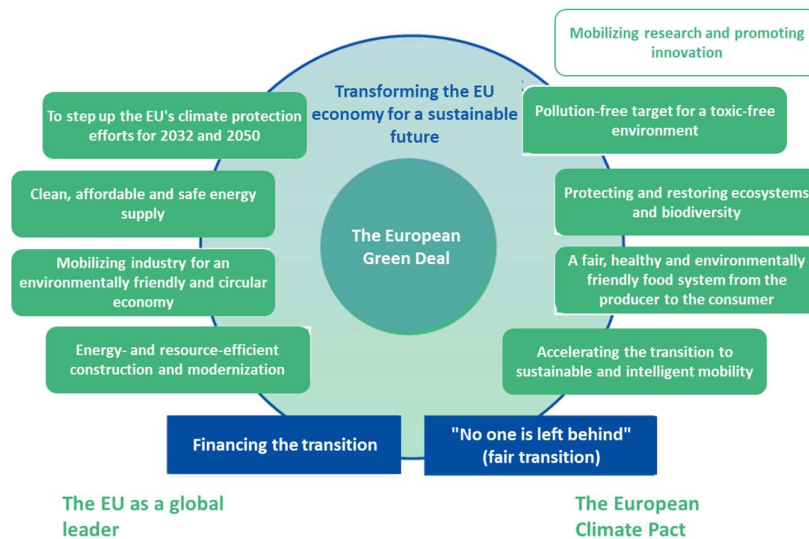 Mobilizing research and promoting
innovation
Transforming the EU
economy for a sustainable
future
To step up the EU's climate protection
efforts for 2032 and 2050
Pollution-free target for a toxic-free
environment
Clean, affordable and safe energy
supply
Protecting and restoring ecosystems
and biodiversity
The European
Green Deal
Mobilizing industry for an
environmentally friendly and circular
economy
A fair, healthy and environmentally
friendly food system from the
producer to the consumer
Energy- and resource-efficient
construction and modernization
Accelerating the transition to
sustainable and intelligent mobility
Financing the transition
"No one is left behind"
(fair transition)
The EU as a global
leader
The European
Climate Pact